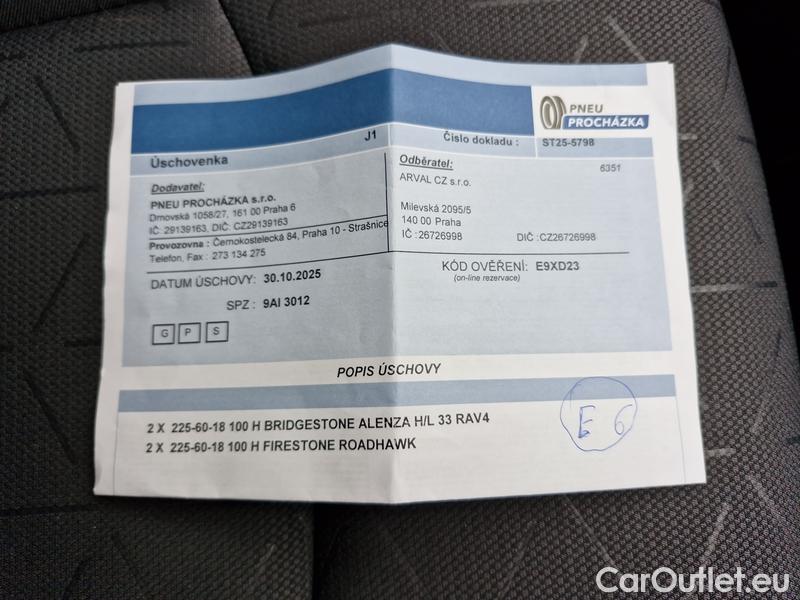 PNEU
PROCHÁZKA
J1
Číslo dokladu :
ST25-5798
Úschovenka
Dodavatel:
PNEU PROCHÁZKA s.r.o.
Drnovská 1058/27, 161 00 Praha 6
IČ: 29139163, DIČ: CZ29139163
Provozovna : Černokostelecká 84, Praha 10 - Strašnice
Telefon, Fax : 273 134 275
Odběratel:
6351
ARVAL CZ s.r.o.
Milevská 2095/5
140 00 Praha
IČ :26726998 DIČ :CZ26726998
DATUM ÚSCHOVY: 30.10.2025
KÓD OVĚŘENÍ: E9XD23
(on-line rezervace)
SPZ : 9AI 3012
G P S
POPIS ÚSCHOVY
2 X 225-60-18 100 H BRIDGESTONE ALENZA H/L 33 RAV4
2 X 225-60-18 100 H FIRESTONE ROADHAWK
E 6
CarOutlet.eu